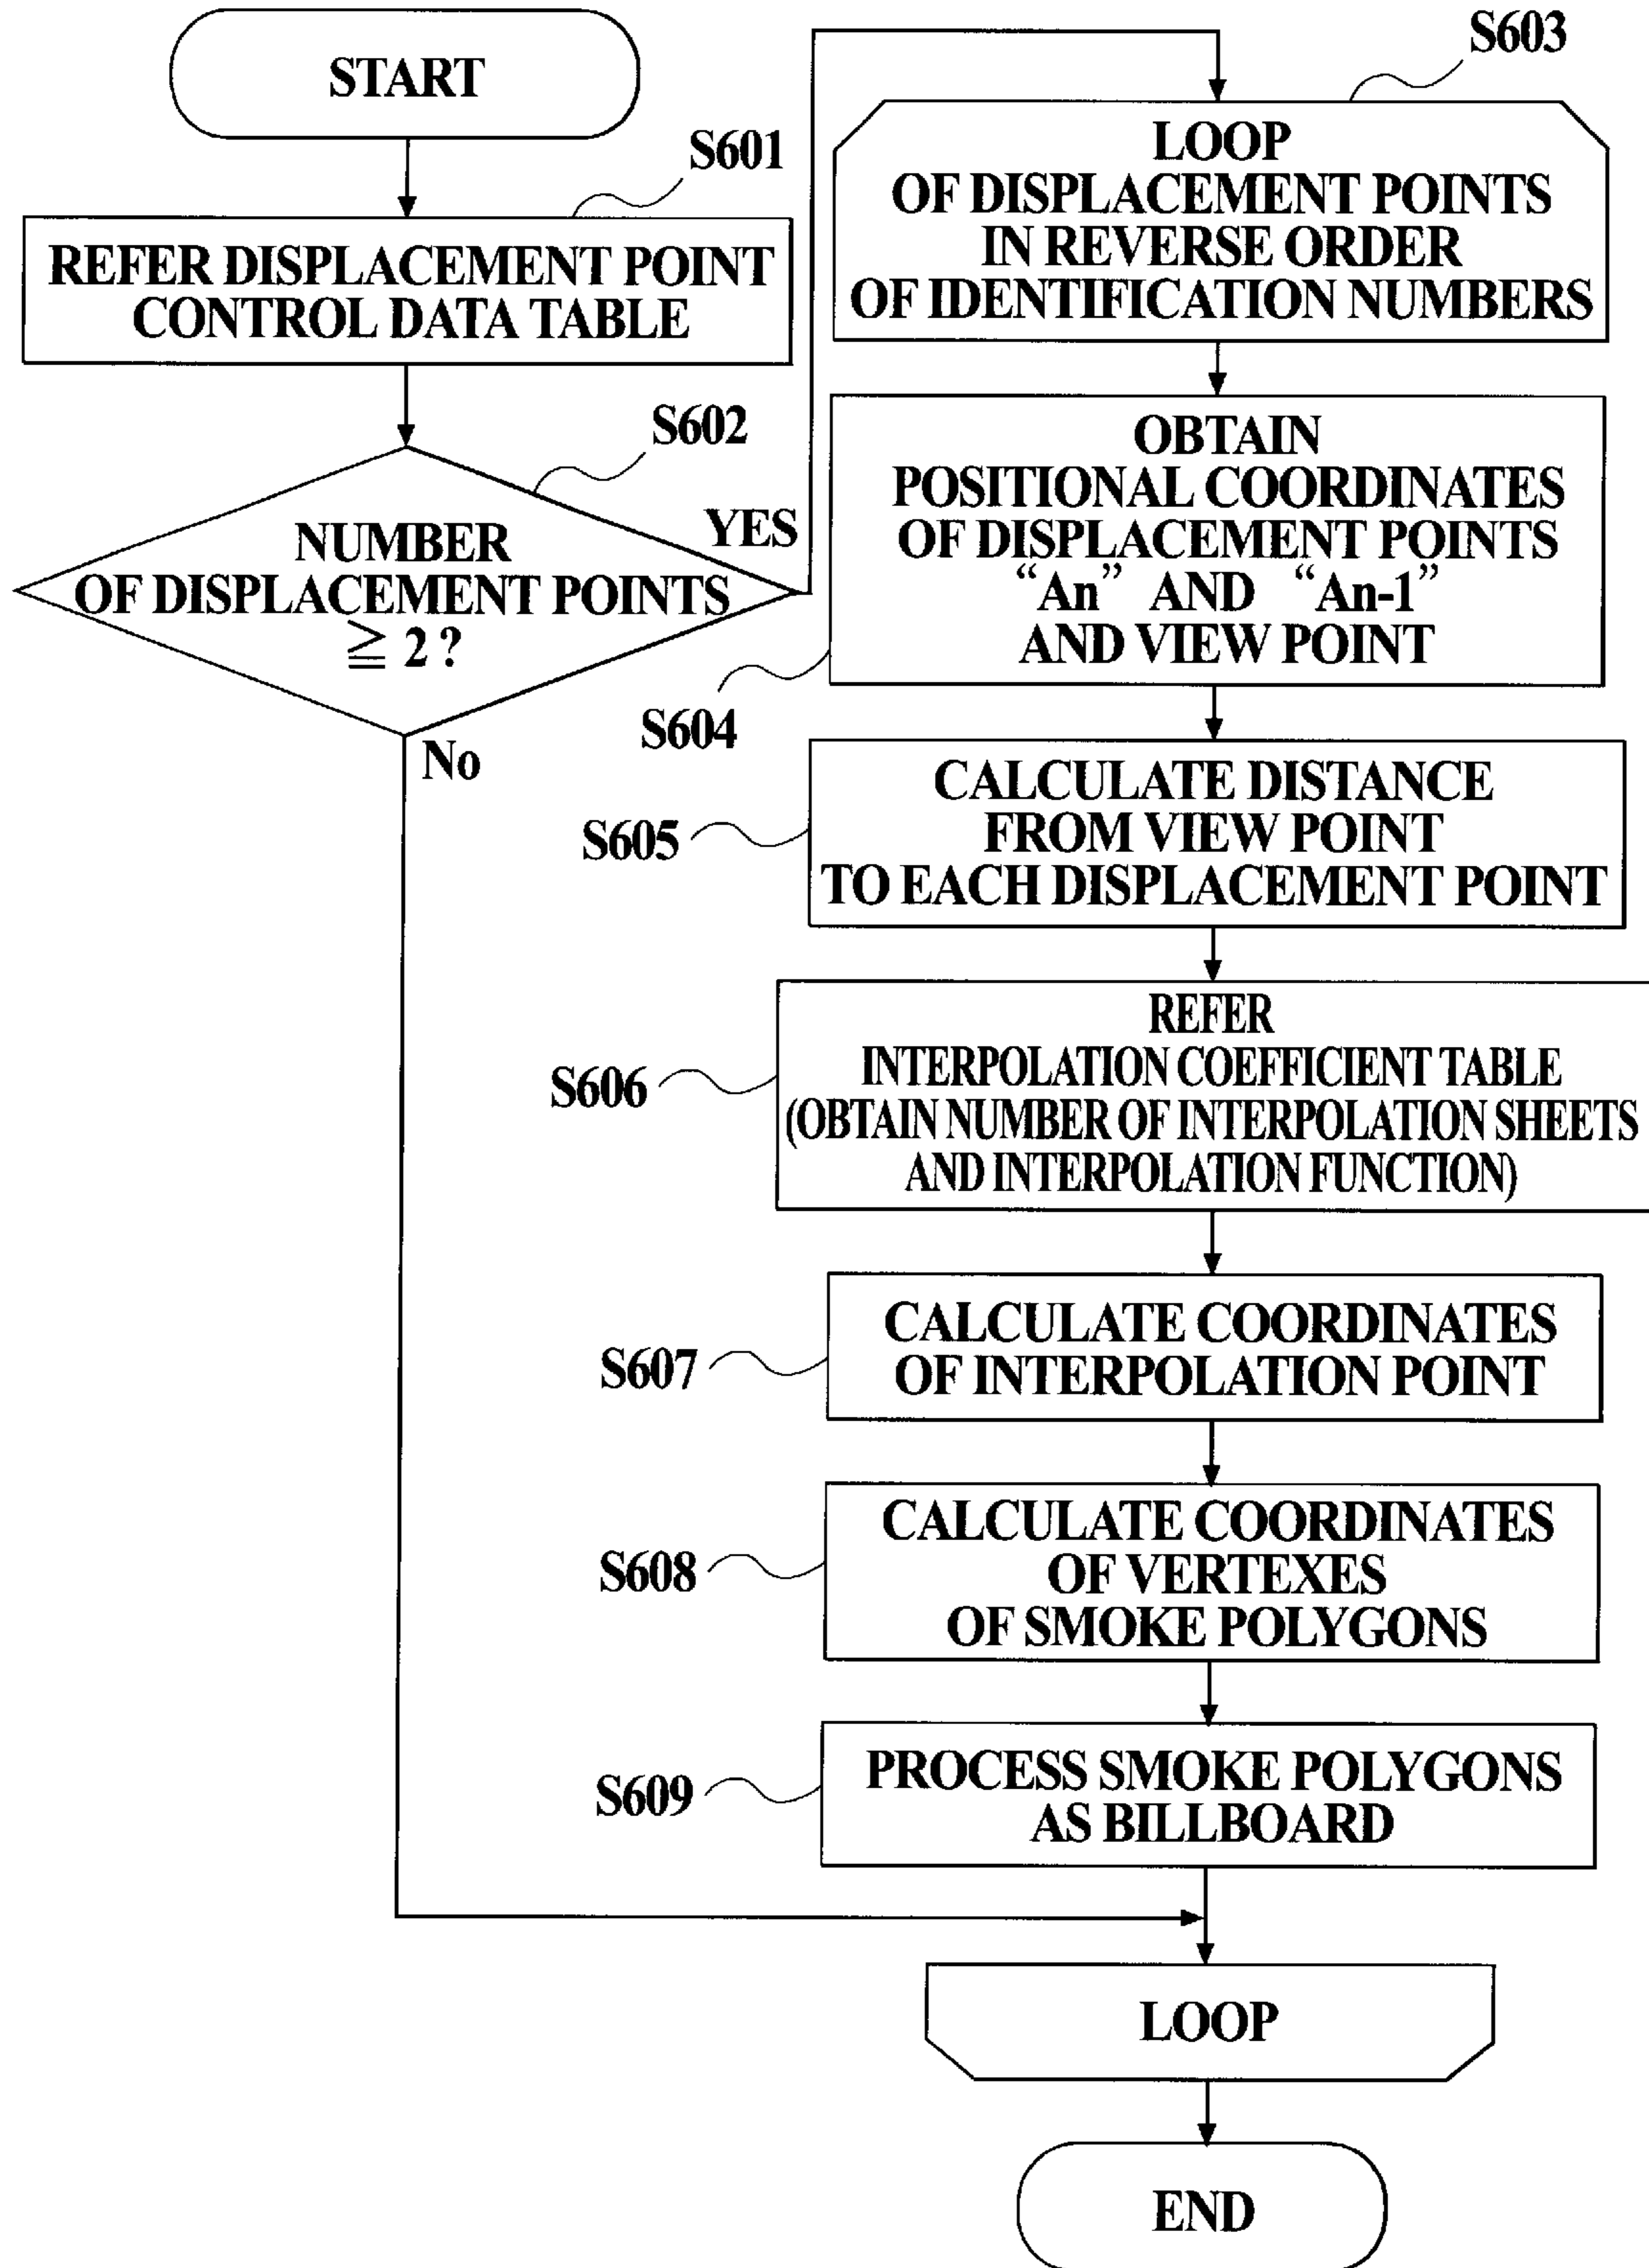 START
S601
REFER DISPLACEMENT POINT
CONTROL DATA TABLE
S602
NUMBER
OF DISPLACEMENT POINTS
≧ 2 ?
YES
No
S603
LOOP
OF DISPLACEMENT POINTS
IN REVERSE ORDER
OF IDENTIFICATION NUMBERS
OBTAIN
POSITIONAL COORDINATES
OF DISPLACEMENT POINTS
“An” AND “An-1”
AND VIEW POINT
S604
CALCULATE DISTANCE
FROM VIEW POINT
TO EACH DISPLACEMENT POINT
S605
REFER
INTERPOLATION COEFFICIENT TABLE
(OBTAIN NUMBER OF INTERPOLATION SHEETS
AND INTERPOLATION FUNCTION)
S606
CALCULATE COORDINATES
OF INTERPOLATION POINT
S607
CALCULATE COORDINATES
OF VERTEXES
OF SMOKE POLYGONS
S608
PROCESS SMOKE POLYGONS
AS BILLBOARD
S609
LOOP
END